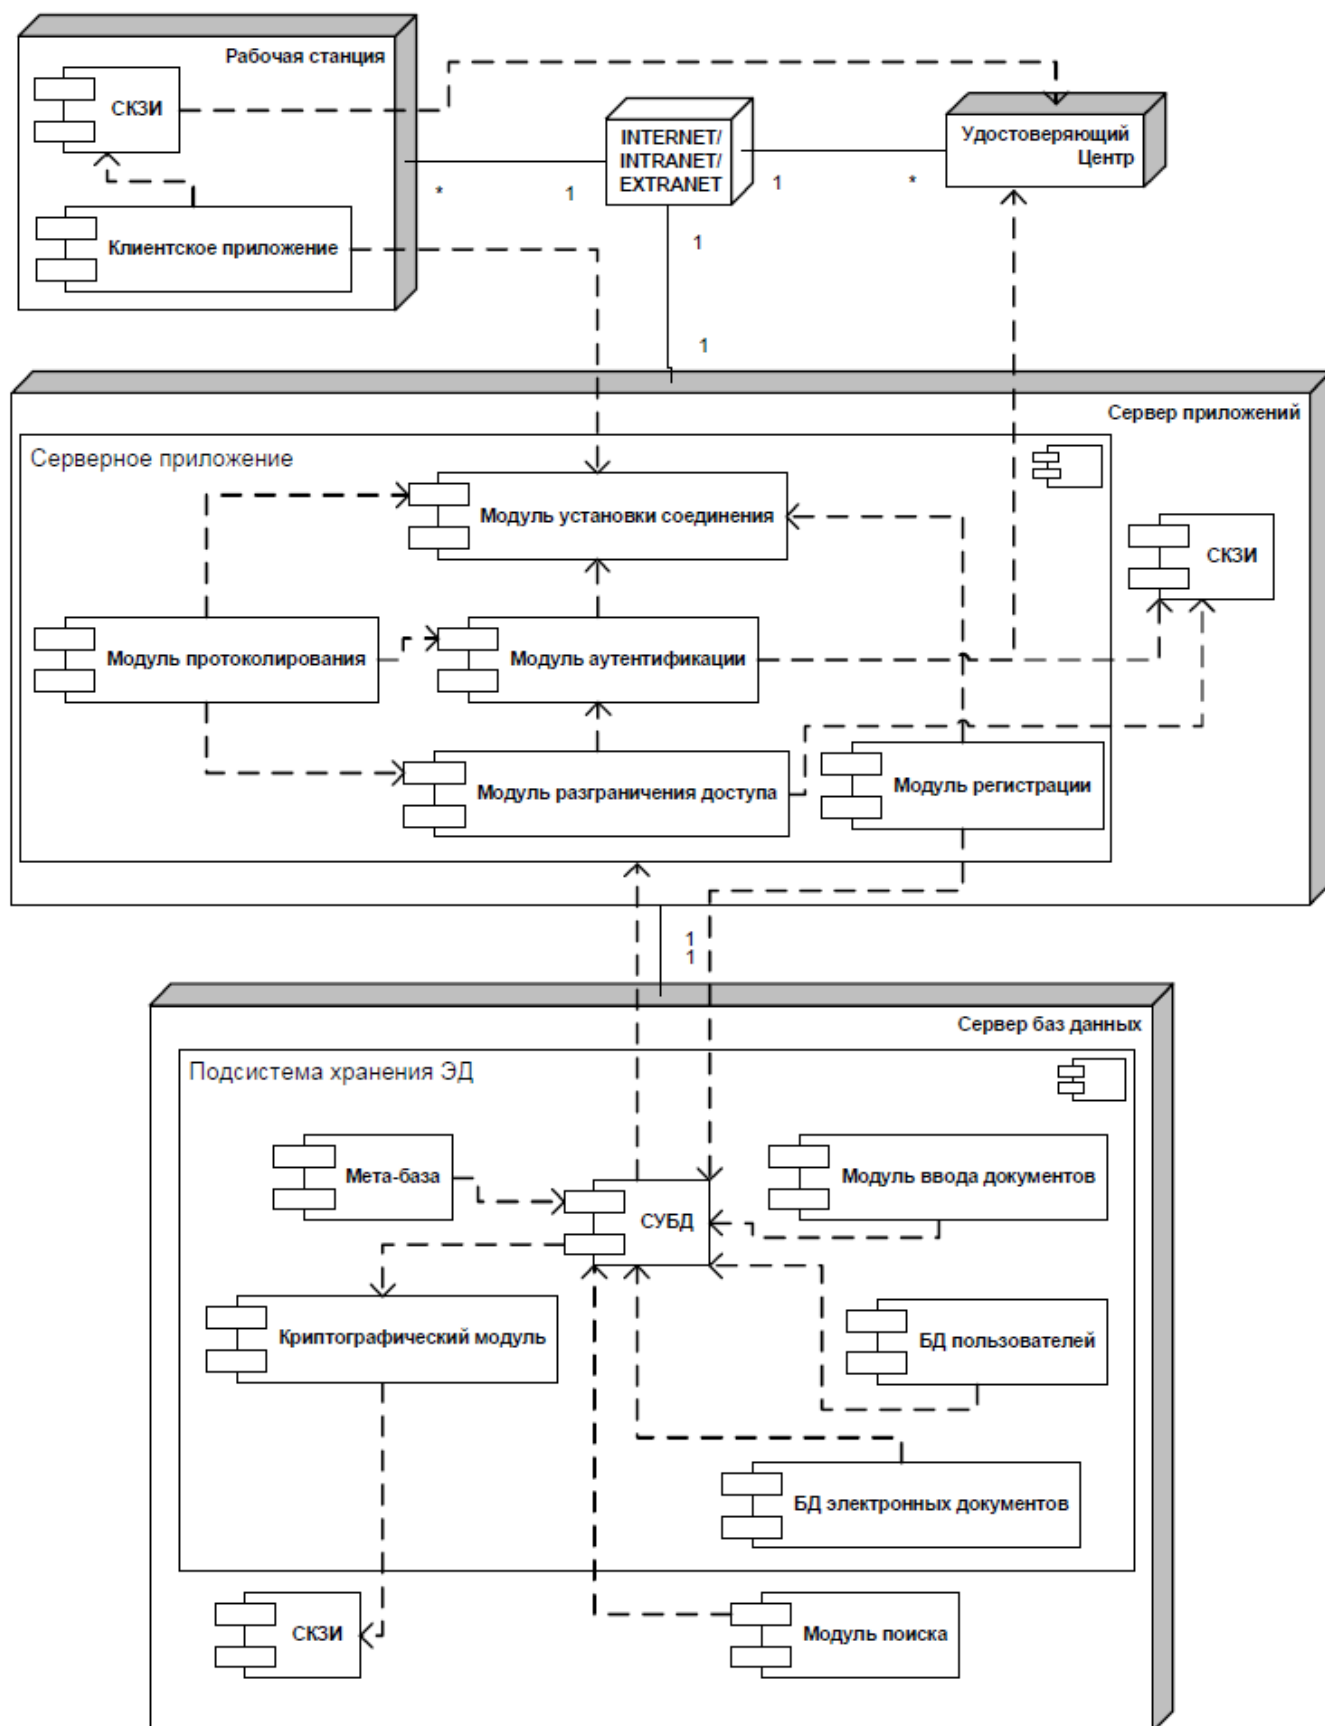 Рабочая станция
СКЗИ
Клиентское приложение
INTERNET/
INTRANET/
EXTRANET
Удостоверяющий
Центр
*
1
1
*
1
1
Сервер приложений
Серверное приложение
Модуль установки соединения
СКЗИ
Модуль протоколирования
Модуль аутентификации
Модуль разграничения доступа
Модуль регистрации
1
1
Сервер баз данных
Подсистема хранения ЭД
Мета-база
СУБД
Модуль ввода документов
Криптографический модуль
БД пользователей
БД электронных документов
СКЗИ
Модуль поиска